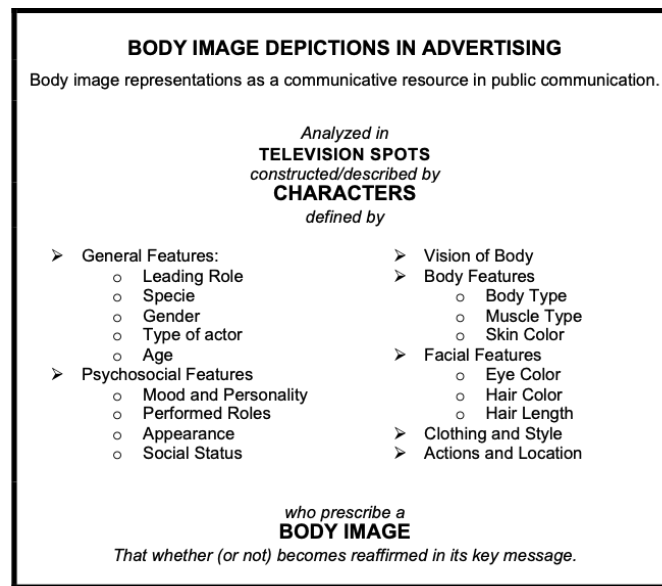 BODY IMAGE DEPICTIONS IN ADVERTISING
Body image representations as a communicative resource in public communication.
Analyzed in
TELEVISION SPOTS
constructed/described by
CHARACTERS
defined by
➢ General Features:
o Leading Role
o Specie
o Gender
o Type of actor
o Age
➢ Psychosocial Features
o Mood and Personality
o Performed Roles
o Appearance
o Social Status
➢ Vision of Body
➢ Body Features
o Body Type
o Muscle Type
o Skin Color
➢ Facial Features
o Eye Color
o Hair Color
o Hair Length
➢ Clothing and Style
➢ Actions and Location
who prescribe a
BODY IMAGE
That whether (or not) becomes reaffirmed in its key message.